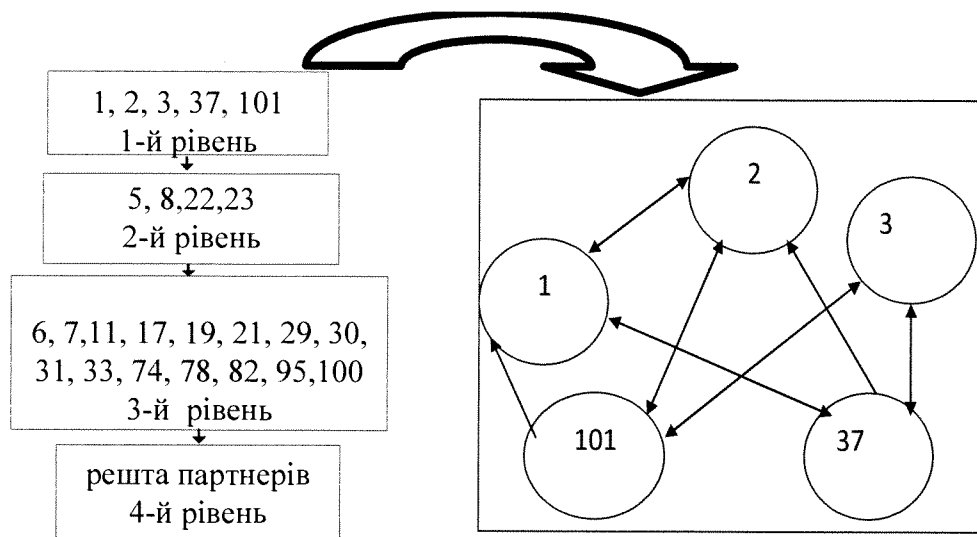 1, 2, 3, 37, 101
1-й рівень
5, 8,22,23
2-й рівень
6, 7,11, 17, 19, 21, 29, 30,
31, 33, 74, 78, 82, 95,100
3-й рівень
решта партнерів
4-й рівень
2
3
1
101
37